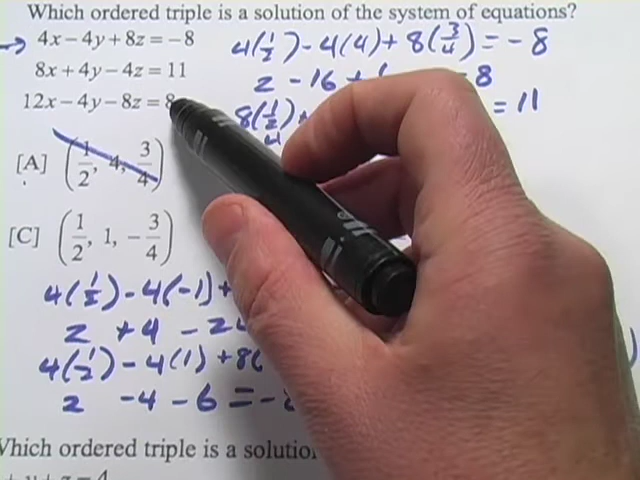 Which ordered triple is a solution of the system of equations?
4x − 4y + 8z = −8
8x + 4y − 4z = 11
12x − 4y − 8z = 8
4(1/2) − 4(4) + 8(3/4) = −8
2 − 16 + 8
8(1/2) + = 11
4
[A] (1/2, 4, 3/4)
[C] (1/2, 1, −3/4)
4(1/2) − 4(−1) +
2 + 4 − 24
4(1/2) − 4(1) + 8(
2 − 4 − 6 = −8
Which ordered triple is a solution